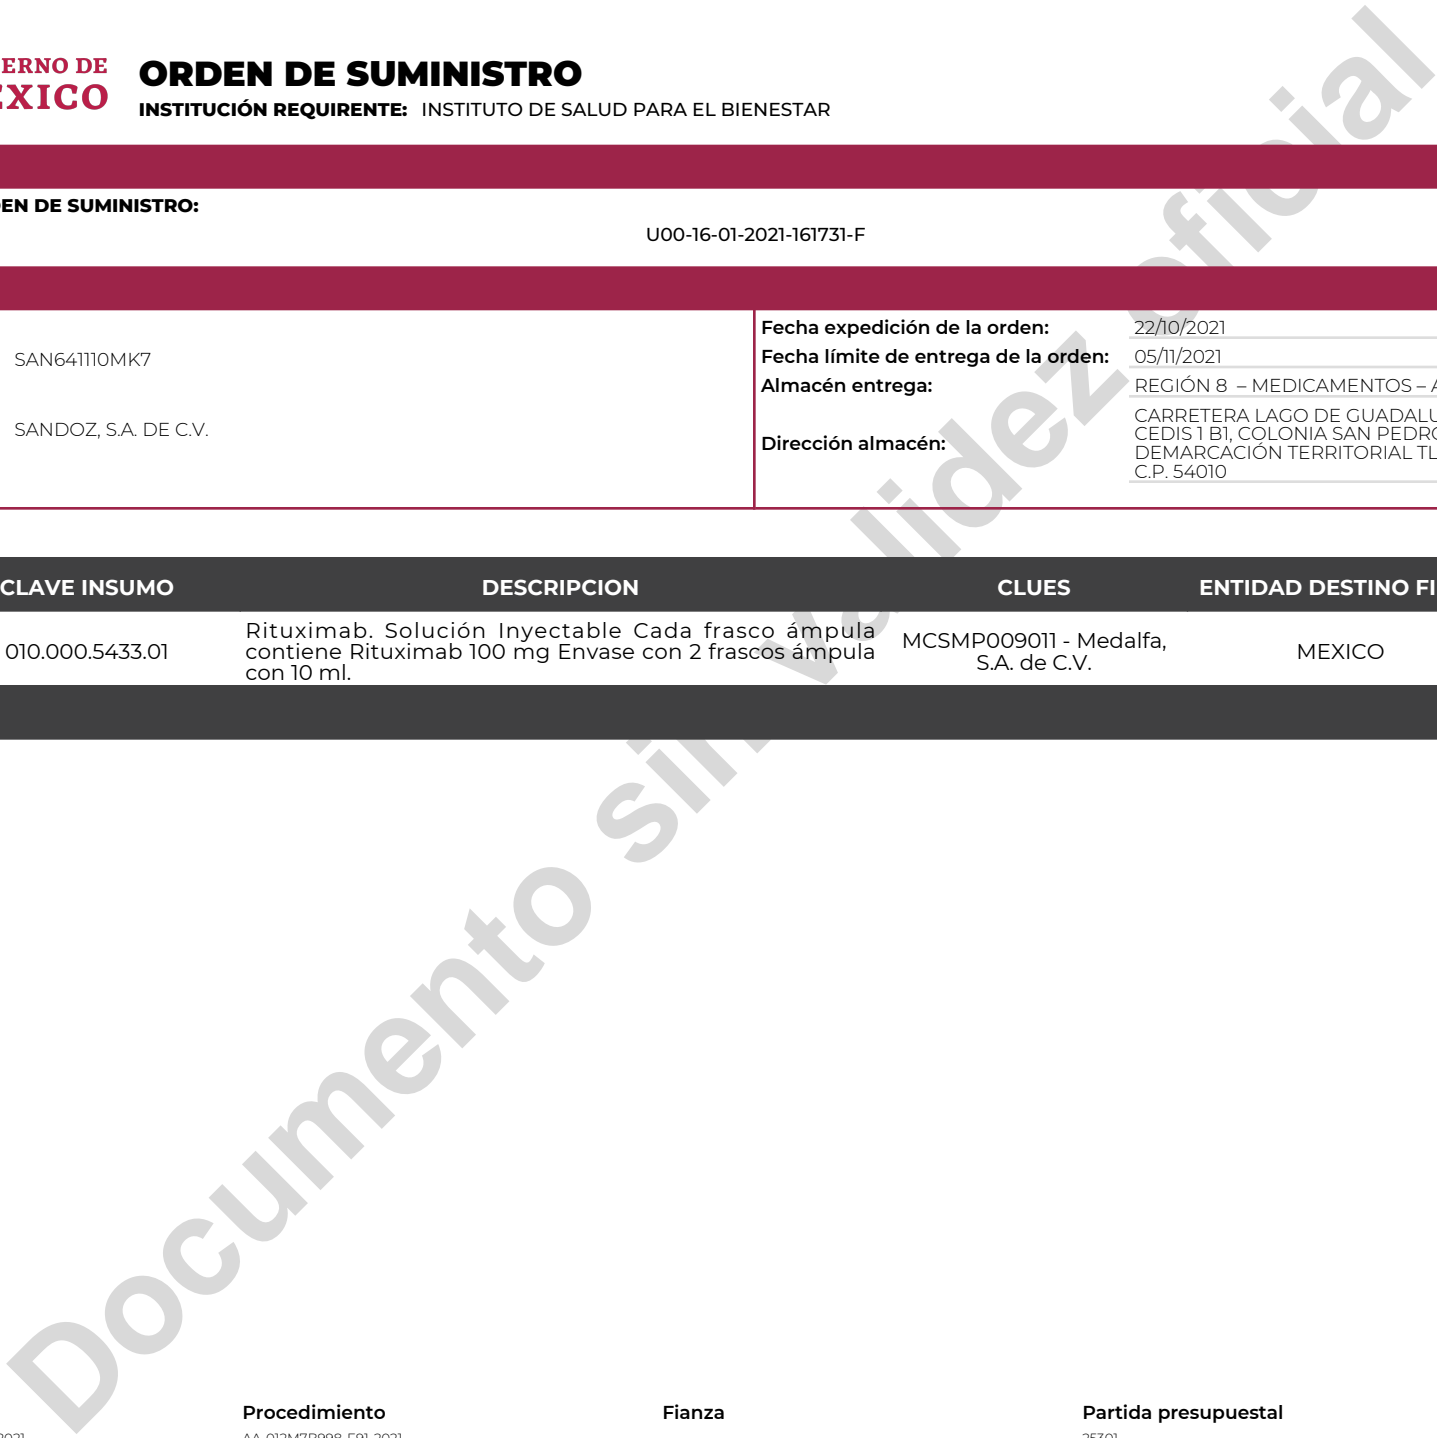 ERNO DE
EXICO
ORDEN DE SUMINISTRO
INSTITUCIÓN REQUIRENTE: INSTITUTO DE SALUD PARA EL BIENESTAR
EN DE SUMINISTRO:
U00-16-01-2021-161731-F
SAN641110MK7
SANDOZ, S.A. DE C.V.
Fecha expedición de la orden: 22/10/2021
Fecha límite de entrega de la orden: 05/11/2021
Almacén entrega: REGIÓN 8 – MEDICAMENTOS – A
Dirección almacén:
CARRETERA LAGO DE GUADALU
CEDIS 1 B1, COLONIA SAN PEDRO
DEMARCACIÓN TERRITORIAL TL
C.P. 54010
CLAVE INSUMO DESCRIPCION CLUES ENTIDAD DESTINO FI
010.000.5433.01
Rituximab. Solución Inyectable Cada frasco ámpula
contiene Rituximab 100 mg Envase con 2 frascos ámpula
con 10 ml.
MCSMP009011 - Medalfa,
S.A. de C.V.
MEXICO
Documento sin validez oficial
Procedimiento Fianza Partida presupuestal